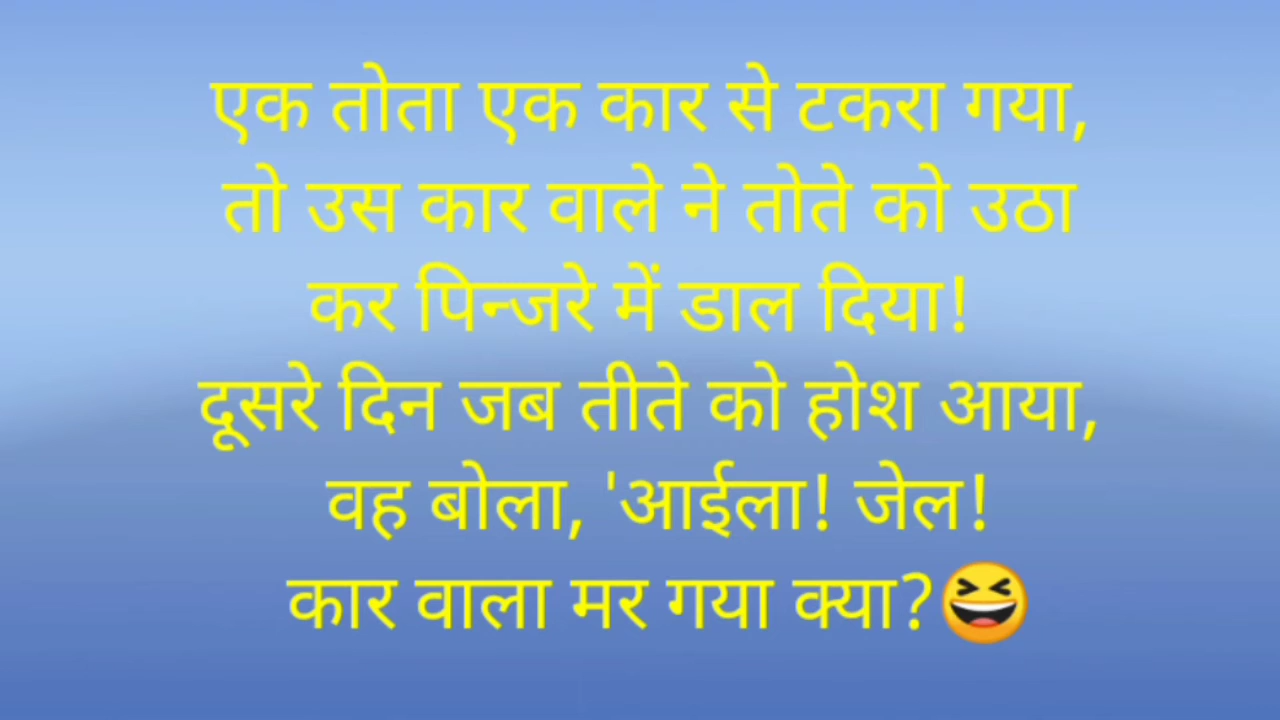 एक तोता एक कार से टकरा गया,
तो उस कार वाले ने तोते को उठा
कर पिन्जरे में डाल दिया!
दूसरे दिन जब तीते को होश आया,
वह बोला, 'आईला! जेल!
कार वाला मर गया क्या?😆